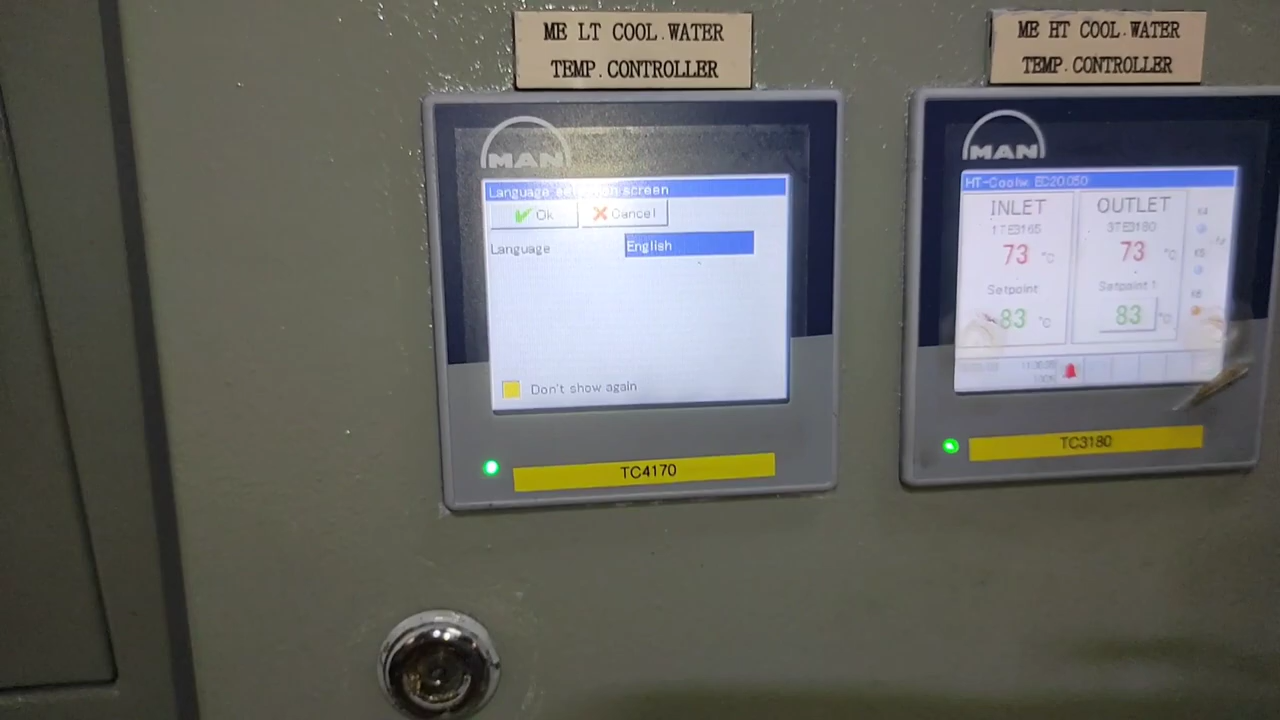 ME LT COOL.WATER
TEMP.CONTROLLER
MAN
Language screen
Ok
Cancel
Language
English
Don't show again
TC4170
ME HT COOL.WATER
TEMP.CONTROLLER
MAN
HT-Coolw. EC20.050
INLET
OUTLET
1TE3165
3TE3180
73 °C
73 °C
Setpoint
Setpoint 1
83 °C
83 °C
TC3180